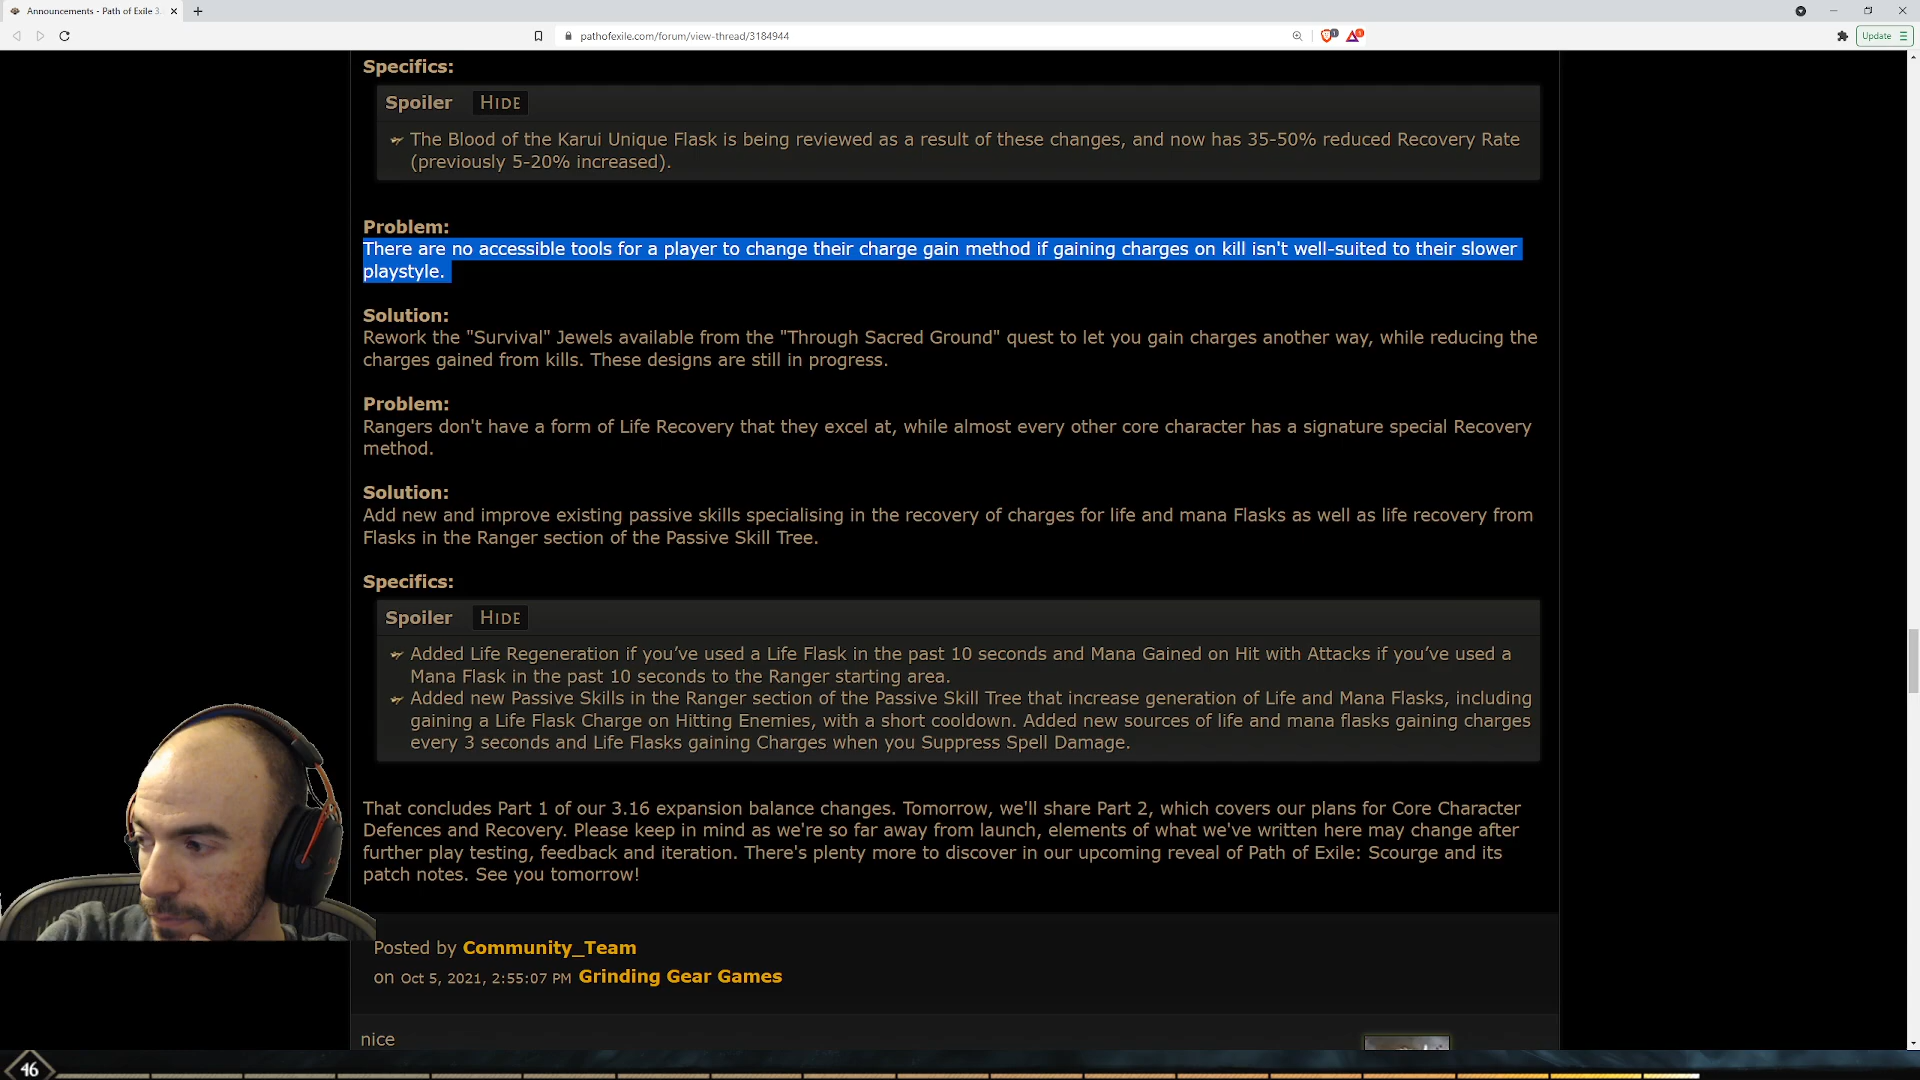 Announcements - Path of Exile 3.
pathofexile.com/forum/view-thread/3184944
Update
Specifics:
Spoiler HIDE
The Blood of the Karui Unique Flask is being reviewed as a result of these changes, and now has 35-50% reduced Recovery Rate
(previously 5-20% increased).
Problem:
There are no accessible tools for a player to change their charge gain method if gaining charges on kill isn't well-suited to their slower
playstyle.
Solution:
Rework the "Survival" Jewels available from the "Through Sacred Ground" quest to let you gain charges another way, while reducing the
charges gained from kills. These designs are still in progress.
Problem:
Rangers don't have a form of Life Recovery that they excel at, while almost every other core character has a signature special Recovery
method.
Solution:
Add new and improve existing passive skills specialising in the recovery of charges for life and mana Flasks as well as life recovery from
Flasks in the Ranger section of the Passive Skill Tree.
Specifics:
Spoiler HIDE
Added Life Regeneration if you’ve used a Life Flask in the past 10 seconds and Mana Gained on Hit with Attacks if you’ve used a
Mana Flask in the past 10 seconds to the Ranger starting area.
Added new Passive Skills in the Ranger section of the Passive Skill Tree that increase generation of Life and Mana Flasks, including
gaining a Life Flask Charge on Hitting Enemies, with a short cooldown. Added new sources of life and mana flasks gaining charges
every 3 seconds and Life Flasks gaining Charges when you Suppress Spell Damage.
That concludes Part 1 of our 3.16 expansion balance changes. Tomorrow, we'll share Part 2, which covers our plans for Core Character
Defences and Recovery. Please keep in mind as we're so far away from launch, elements of what we've written here may change after
further play testing, feedback and iteration. There's plenty more to discover in our upcoming reveal of Path of Exile: Scourge and its
patch notes. See you tomorrow!
Posted by Community_Team
on Oct 5, 2021, 2:55:07 PM Grinding Gear Games
nice
46